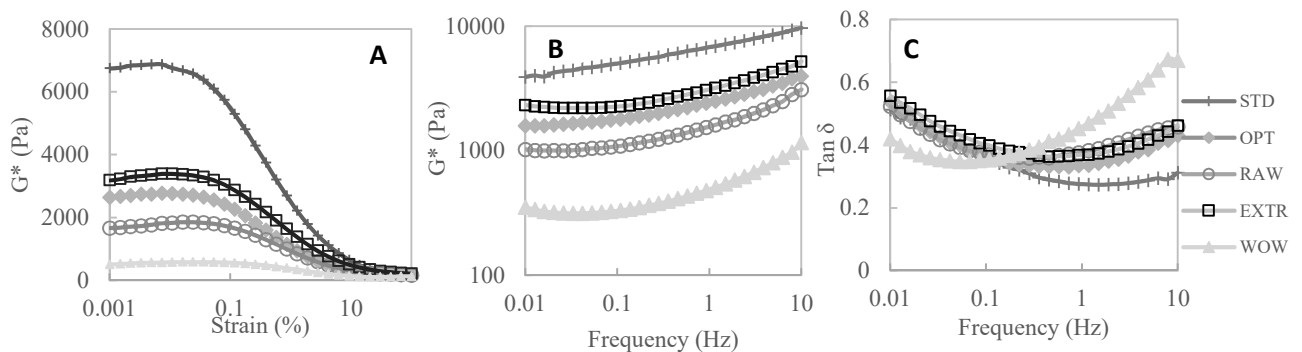 A
G* (Pa)
8000
6000
4000
2000
0
0.001
0.1
10
Strain (%)
B
G* (Pa)
10000
1000
100
0.01
0.1
1
10
Frequency (Hz)
C
Tan δ
0.8
0.6
0.4
0.2
0
0.01
0.1
1
10
Frequency (Hz)
STD
OPT
RAW
EXTR
WOW